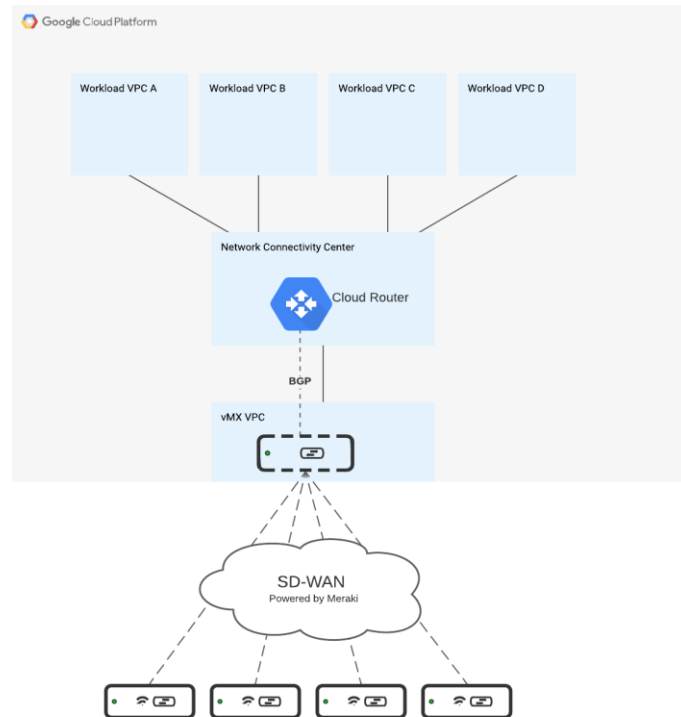 Google Cloud Platform
Workload VPC A
Workload VPC B
Workload VPC C
Workload VPC D
Network Connectivity Center
Cloud Router
BGP
vMX VPC
SD-WAN
Powered by Meraki